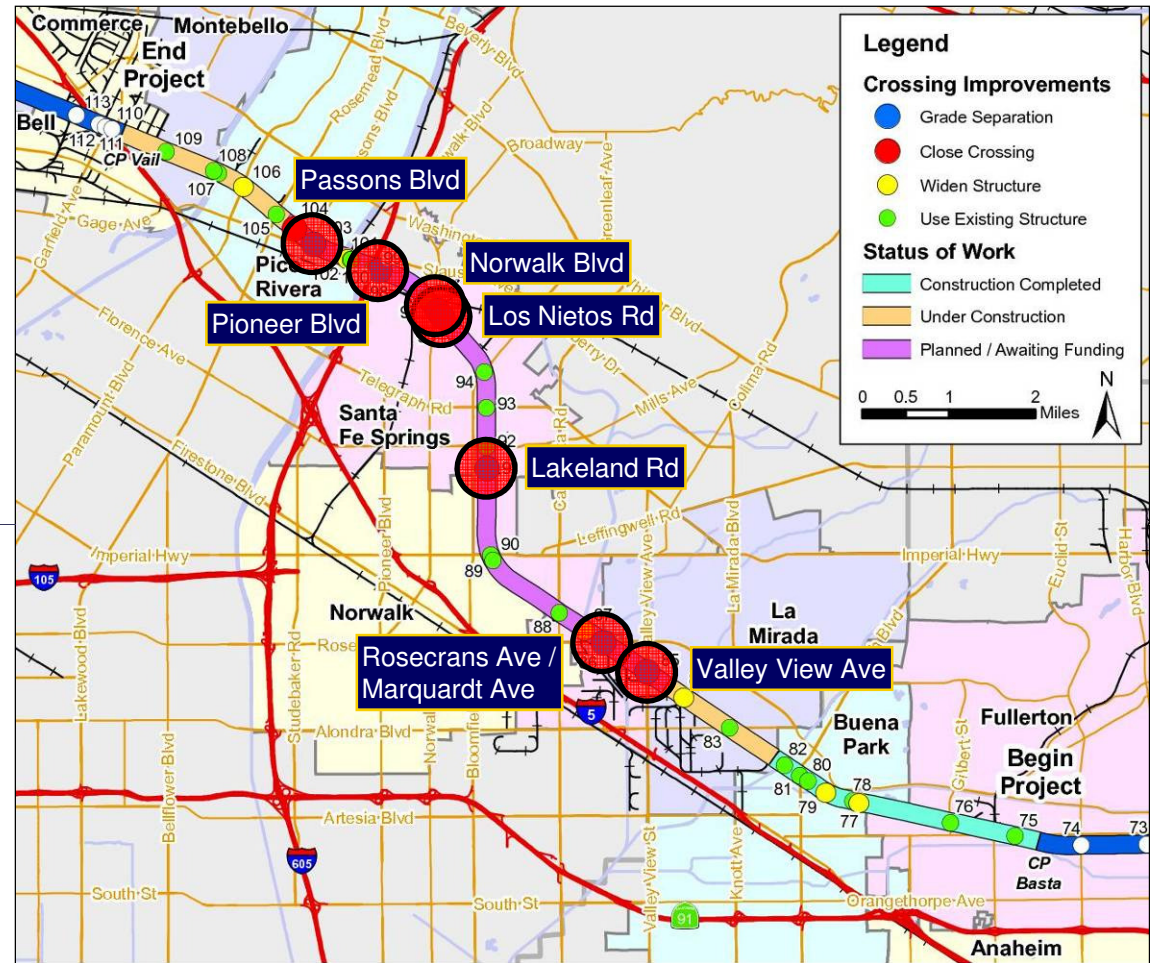 Commerce
Montebello
End
Project
Bell
113
110
112
111
CP Vail
109
108
107
106
105
104
102
Passons Blvd
Pico
Rivera
Pioneer Blvd
Norwalk Blvd
Los Nietos Rd
94
93
92
Santa
Fe Springs
Lakeland Rd
90
89
88
Norwalk
Rosecrans Ave /
Marquardt Ave
Valley View Ave
La
Mirada
83
82
80
81
79
78
77
76
75
74
73
Buena
Park
Fullerton
Begin
Project
CP
Basta
Anaheim
Beverly Blvd
Rosemead Blvd
Broadway
Greenleaf Ave
Garfield Ave
Gage Ave
Florence Ave
Paramount Blvd
Telegraph Rd
Firestone Blvd
Mills Ave
Colima Rd
Leffingwell Rd
Imperial Hwy
Imperial Hwy
Lakewood Blvd
Bellflower Blvd
Studebaker Rd
Pioneer Blvd
Alondra Blvd
Artesia Blvd
South St
South St
Valley View St
Knott Ave
La Mirada Blvd
Gilbert St
Euclid St
Harbor Blvd
Orangethorpe Ave
105
605
5
91
Legend
Crossing Improvements
Grade Separation
Close Crossing
Widen Structure
Use Existing Structure
Status of Work
Construction Completed
Under Construction
Planned / Awaiting Funding
N
0 0.5 1 2
Miles